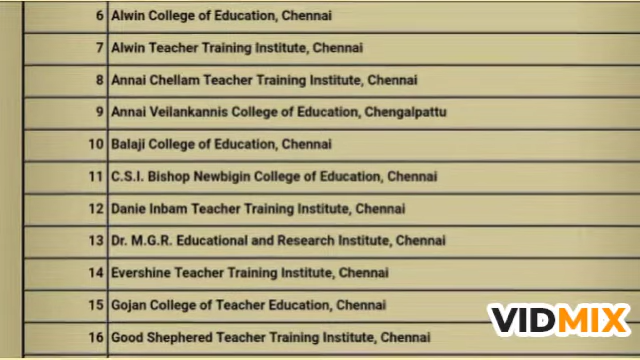 6 Alwin College of Education, Chennai
7 Alwin Teacher Training Institute, Chennai
8 Annai Chellam Teacher Training Institute, Chennai
9 Annai Veilankannis College of Education, Chengalpattu
10 Balaji College of Education, Chennai
11 C.S.I. Bishop Newbigin College of Education, Chennai
12 Danie Inbam Teacher Training Institute, Chennai
13 Dr. M.G.R. Educational and Research Institute, Chennai
14 Evershine Teacher Training Institute, Chennai
15 Gojan College of Teacher Education, Chennai
16 Good Shephered Teacher Training Institute, Chennai
VIDMIX